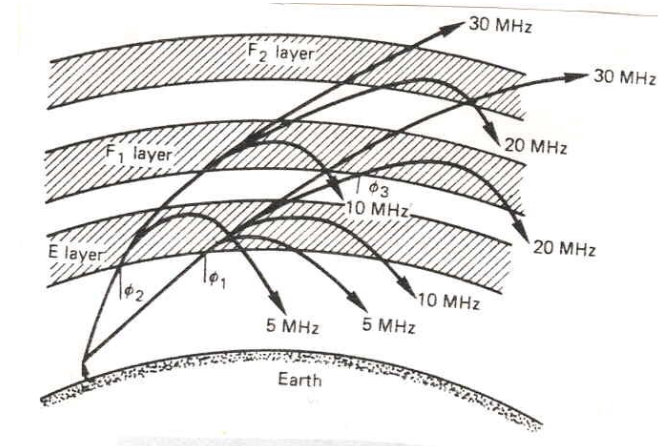 30 MHz
F2 layer
30 MHz
20 MHz
F1 layer
ϕ3
10 MHz
E layer
20 MHz
ϕ1
ϕ2
10 MHz
5 MHz
5 MHz
Earth